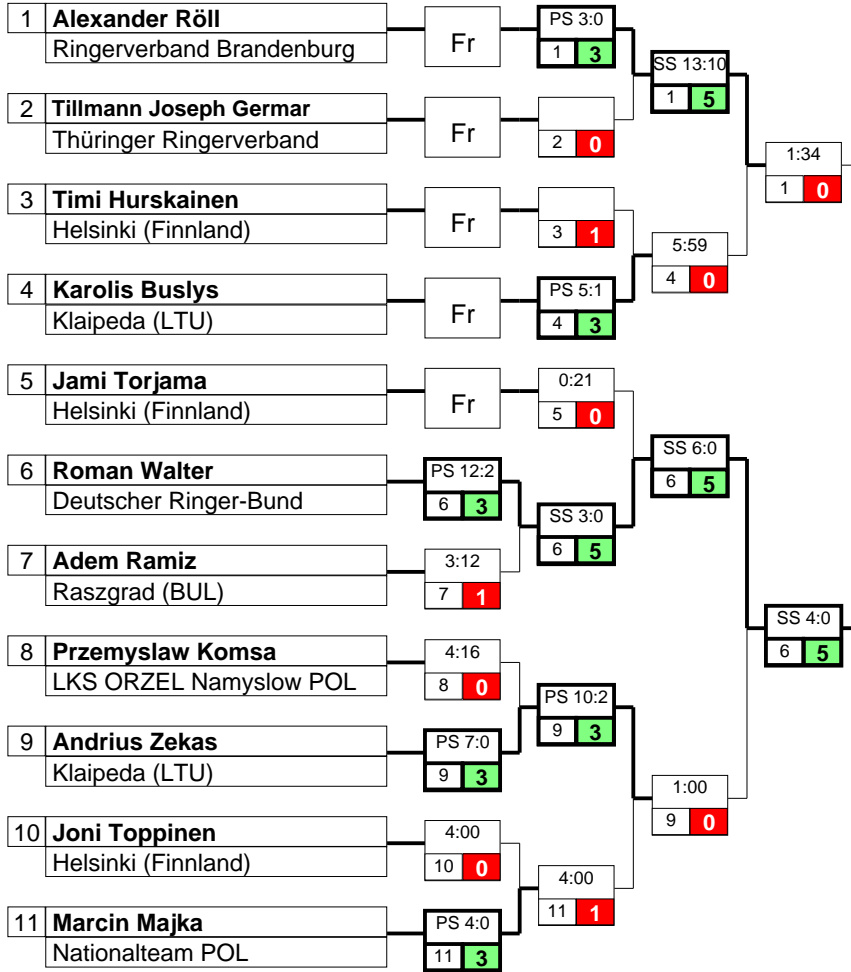 1 Alexander Röll
Ringerverband Brandenburg
Fr
PS 3:0
1 3
SS 13:10
1 5
2 Tillmann Joseph Germar
Thüringer Ringerverband
Fr
2 0
1:34
1 0
3 Timi Hurskainen
Helsinki (Finnland)
Fr
3 1
5:59
4 0
4 Karolis Buslys
Klaipeda (LTU)
Fr
PS 5:1
4 3
5 Jami Torjama
Helsinki (Finnland)
Fr
0:21
5 0
SS 6:0
6 5
6 Roman Walter
Deutscher Ringer-Bund
PS 12:2
6 3
SS 3:0
6 5
7 Adem Ramiz
Raszgrad (BUL)
3:12
7 1
SS 4:0
6 5
8 Przemyslaw Komsa
LKS ORZEL Namyslow POL
4:16
8 0
PS 10:2
9 3
9 Andrius Zekas
Klaipeda (LTU)
PS 7:0
9 3
1:00
9 0
10 Joni Toppinen
Helsinki (Finnland)
4:00
10 0
4:00
11 1
11 Marcin Majka
Nationalteam POL
PS 4:0
11 3